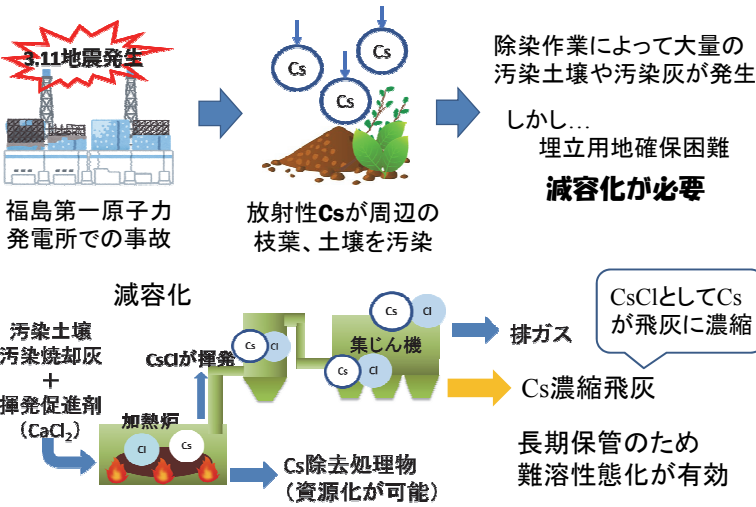 3.11地震発生
Cs
Cs
Cs
除染作業によって大量の
汚染土壌や汚染灰が発生
しかし…
埋立用地確保困難
減容化が必要
福島第一原子力
発電所での事故
放射性Csが周辺の
枝葉、土壌を汚染
減容化
汚染土壌
汚染焼却灰
+
揮発促進剤
(CaCl₂)
CsClが揮発
加熱炉
Cl
Cs
Cs
Cl
Cs
Cl
集じん機
Cs
Cl
排ガス
CsClとしてCs
が飛灰に濃縮
Cs濃縮飛灰
Cs除去処理物
(資源化が可能)
長期保管のため
難溶性態化が有効